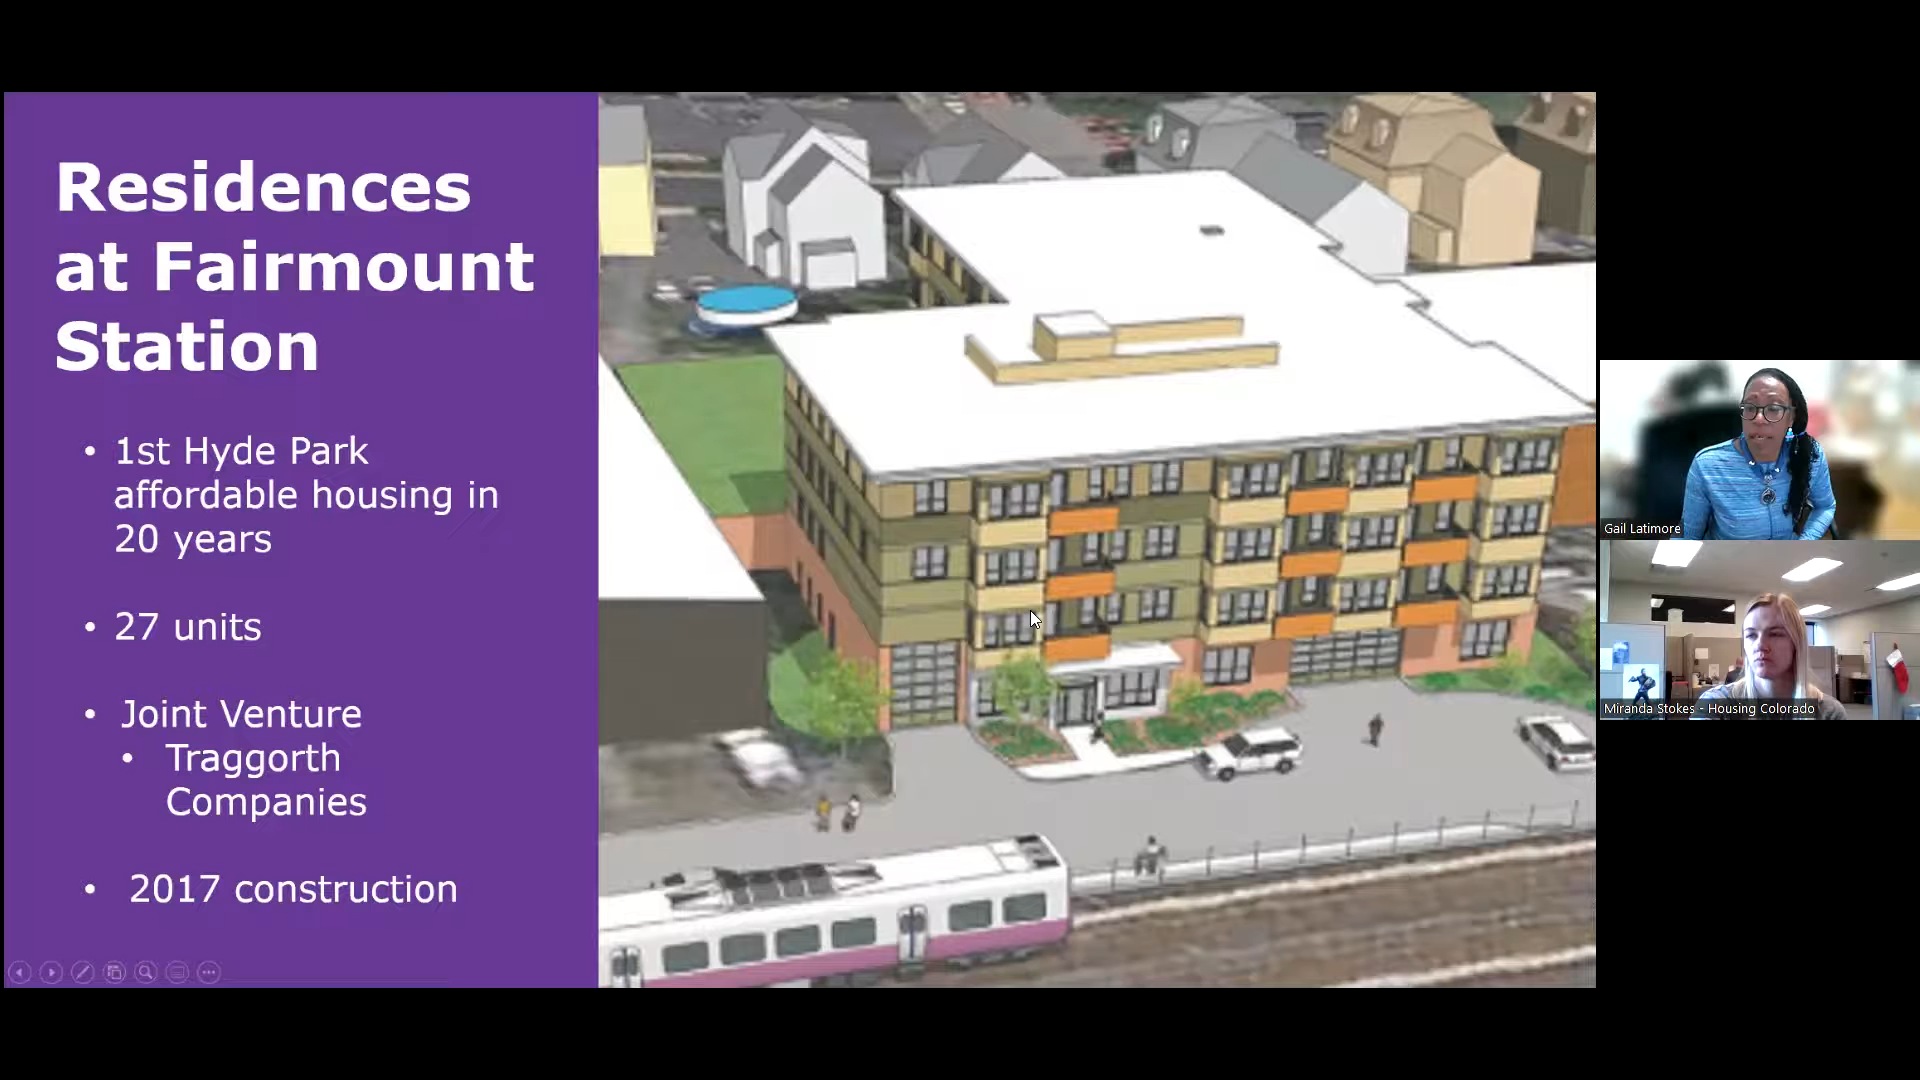 Residences
at Fairmount
Station
• 1st Hyde Park
affordable housing in
20 years
• 27 units
• Joint Venture
• Traggorth
Companies
• 2017 construction
Gail Latimore
Miranda Stokes - Housing Colorado